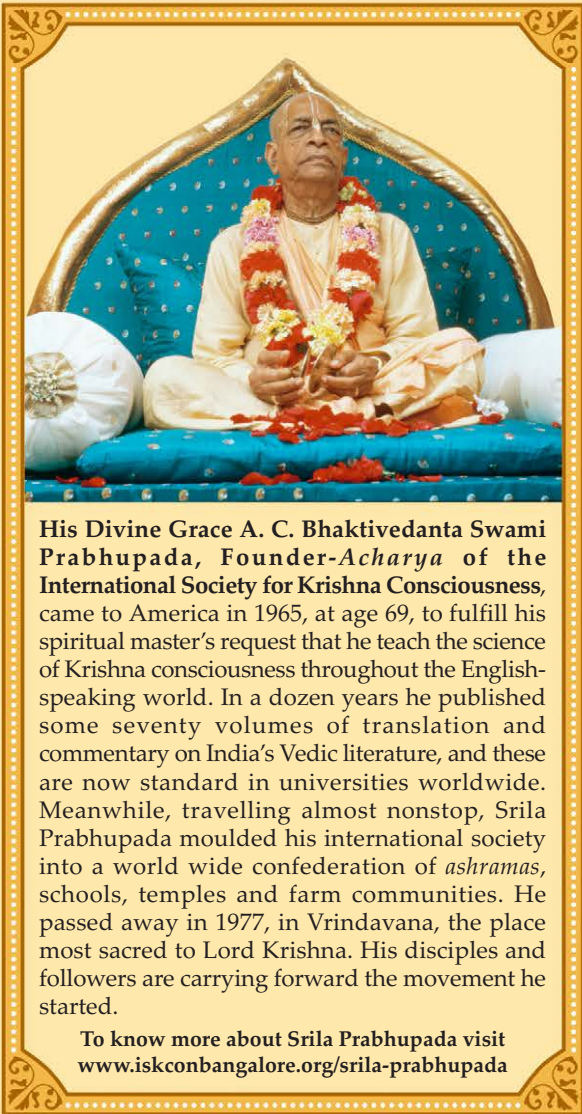 His Divine Grace A. C. Bhaktivedanta Swami
Prabhupada, Founder-Acharya of the
International Society for Krishna Consciousness,
came to America in 1965, at age 69, to fulfill his
spiritual master's request that he teach the science
of Krishna consciousness throughout the English-
speaking world. In a dozen years he published
some seventy volumes of translation and
commentary on India's Vedic literature, and these
are now standard in universities worldwide.
Meanwhile, travelling almost nonstop, Srila
Prabhupada moulded his international society
into a world wide confederation of ashramas,
schools, temples and farm communities. He
passed away in 1977, in Vrindavana, the place
most sacred to Lord Krishna. His disciples and
followers are carrying forward the movement he
started.
To know more about Srila Prabhupada visit
www.iskconbangalore.org/srila-prabhupada